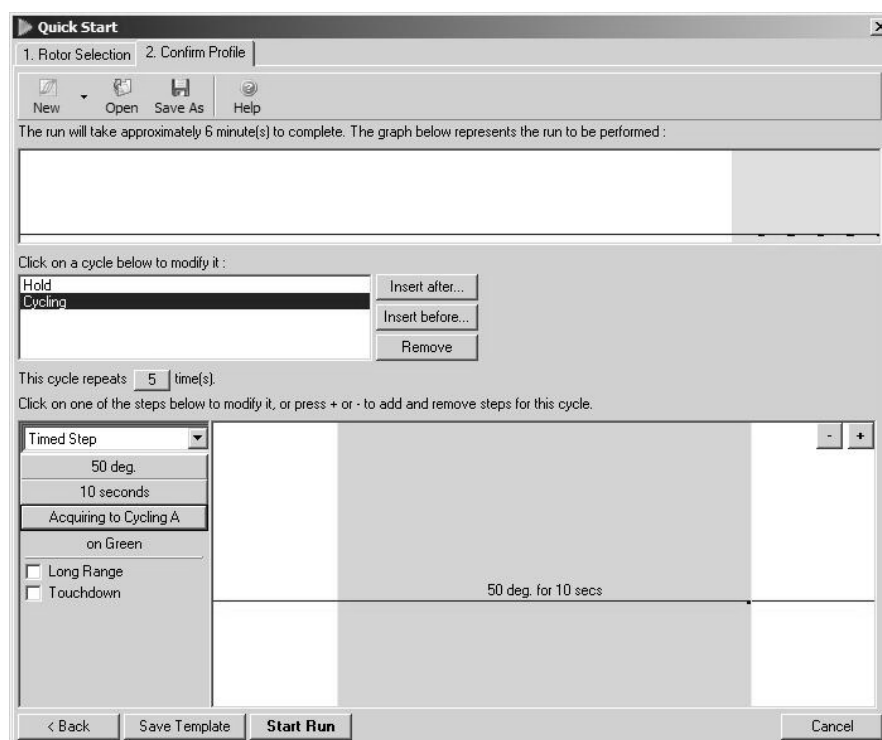 Quick Start
1. Rotor Selection 2. Confirm Profile
New Open Save As Help
The run will take approximately 6 minute(s) to complete. The graph below represents the run to be performed :
Click on a cycle below to modify it :
Hold
Cycling
Insert after...
Insert before...
Remove
This cycle repeats 5 time(s).
Click on one of the steps below to modify it, or press + or - to add and remove steps for this cycle.
Timed Step
- +
50 deg.
10 seconds
Acquiring to Cycling A
on Green
Long Range
Touchdown
50 deg. for 10 secs
< Back Save Template Start Run Cancel